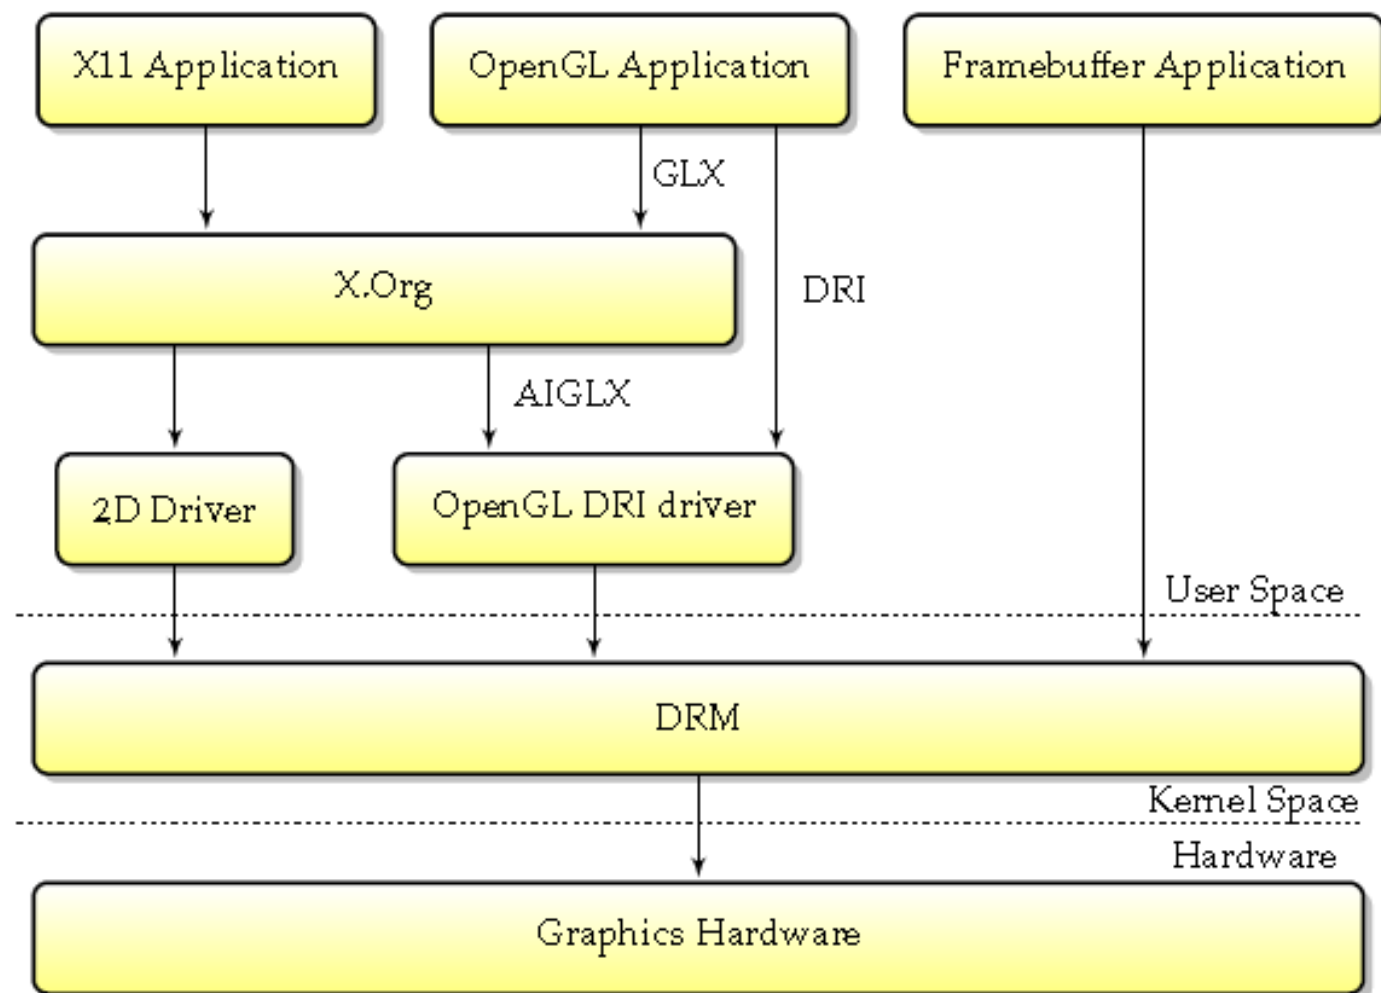 X11 Application
OpenGL Application
Framebuffer Application
GLX
X.Org
DRI
AIGLX
2D Driver
OpenGL DRI driver
User Space
DRM
Kernel Space
Hardware
Graphics Hardware